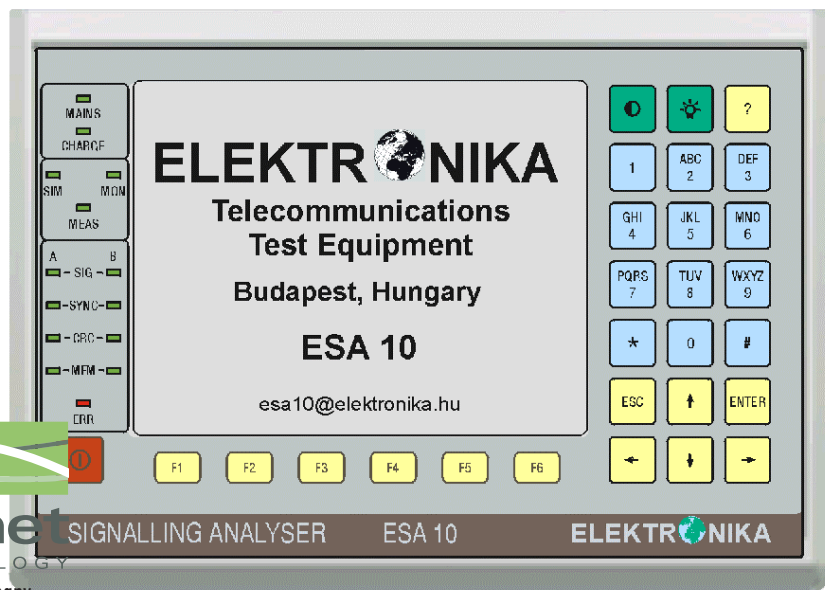 MAINS
CHARGE
SIM MON
MEAS
A B
SIG
SYNC
CRC
MFM
ERR
ELEKTRONIKA
Telecommunications
Test Equipment
Budapest, Hungary
ESA 10
esa10@elektronika.hu
F1 F2 F3 F4 F5 F6
?
1 ABC 2 DEF 3
GHI 4 JKL 5 MNO 6
PQRS 7 TUV 8 WXYZ 9
* 0 #
ESC ↑ ENTER
← ↓ →
SIGNALLING ANALYSER ESA 10 ELEKTRONIKA
net
LOGY